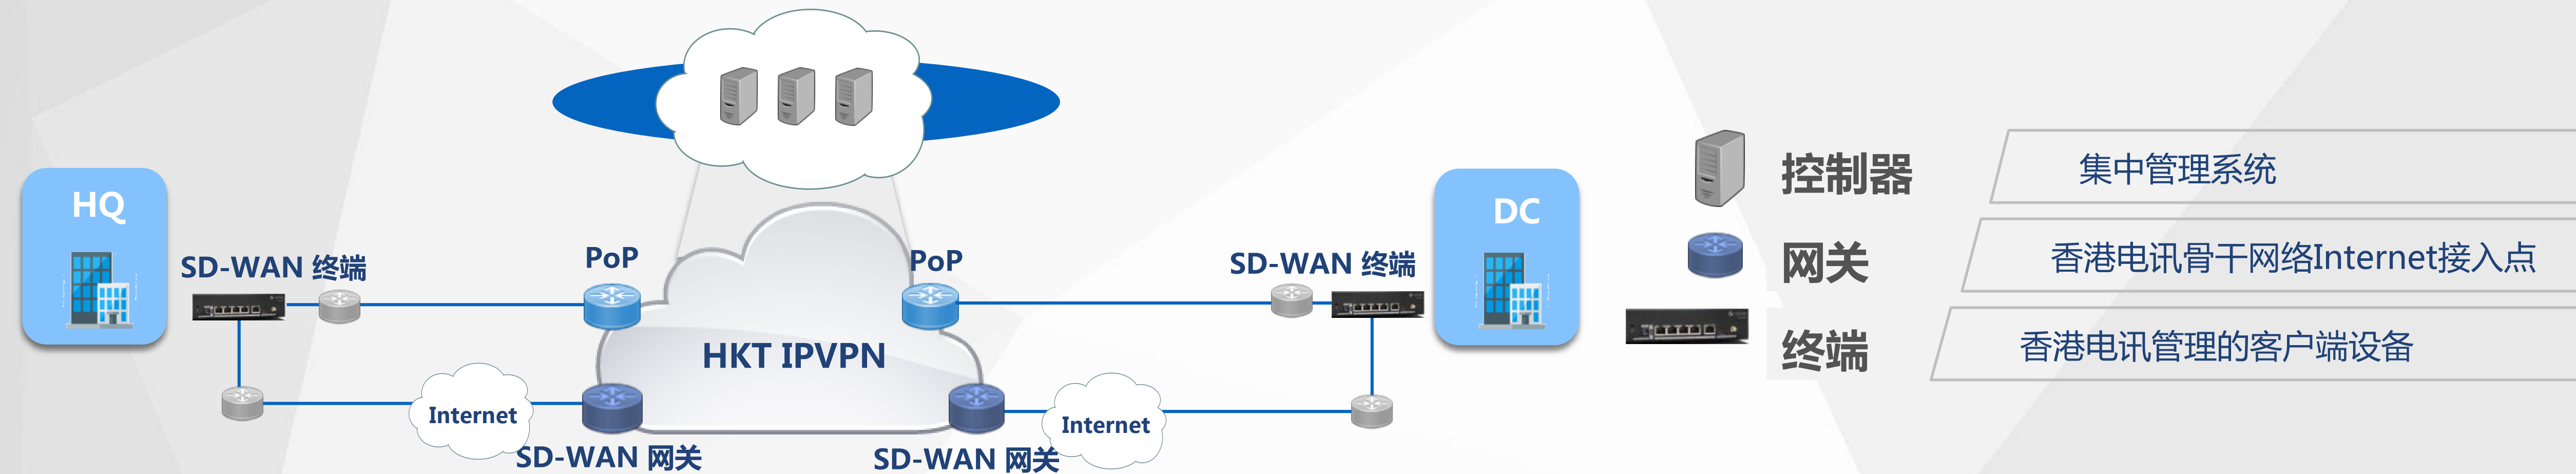 HQ
SD-WAN 终端
PoP
PoP
HKT IPVPN
Internet
SD-WAN 网关
SD-WAN 网关
Internet
SD-WAN 终端
DC
控制器
集中管理系统
网关
香港电讯骨干网络Internet接入点
终端
香港电讯管理的客户端设备